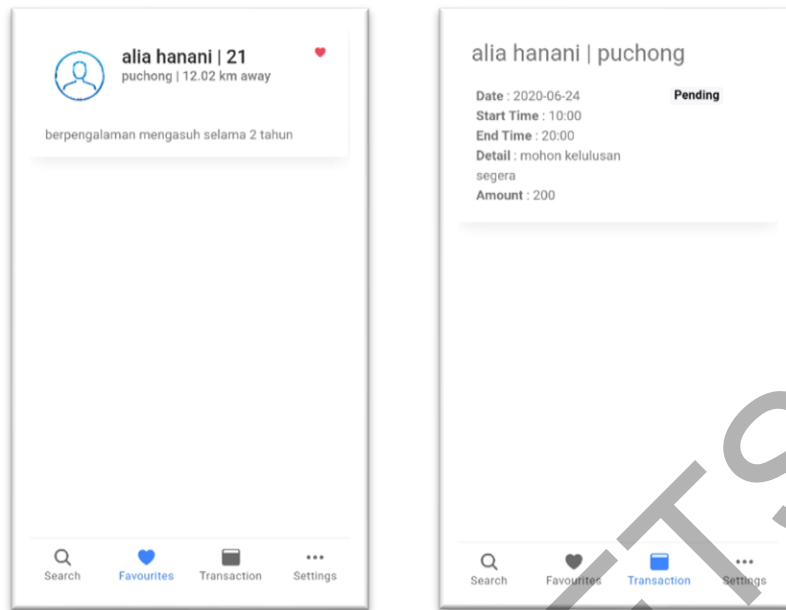 alia hanani | 21
puchong | 12.02 km away
berpengalaman mengasuh selama 2 tahun
Search Favourites Transaction Settings
alia hanani | puchong
Date : 2020-06-24 Pending
Start Time : 10:00
End Time : 20:00
Detail : mohon kelulusan
segera
Amount : 200
Search Favourites Transaction Settings